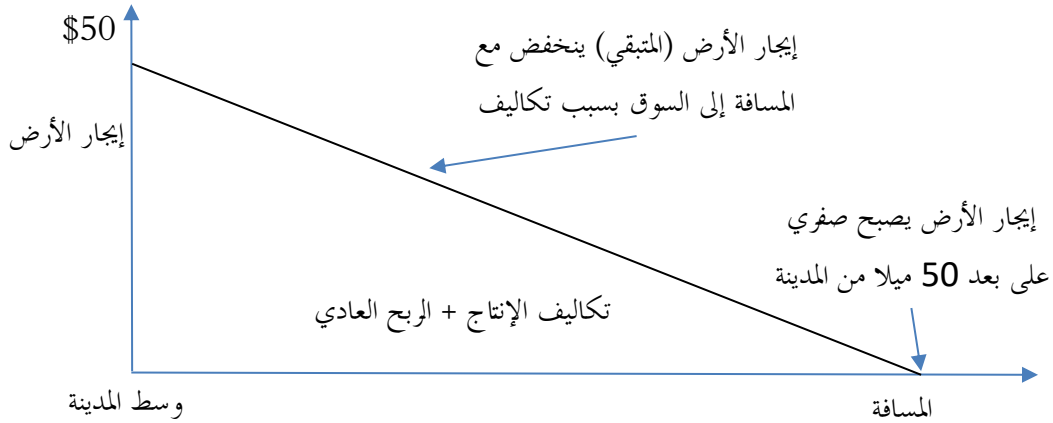 $50
إيجار الأرض (المتبقي) ينخفض مع
المسافة إلى السوق بسبب تكاليف
إيجار الأرض
إيجار الأرض يصبح صفري
على بعد 50 ميلا من المدينة
تكاليف الإنتاج + الربح العادي
وسط المدينة
المسافة